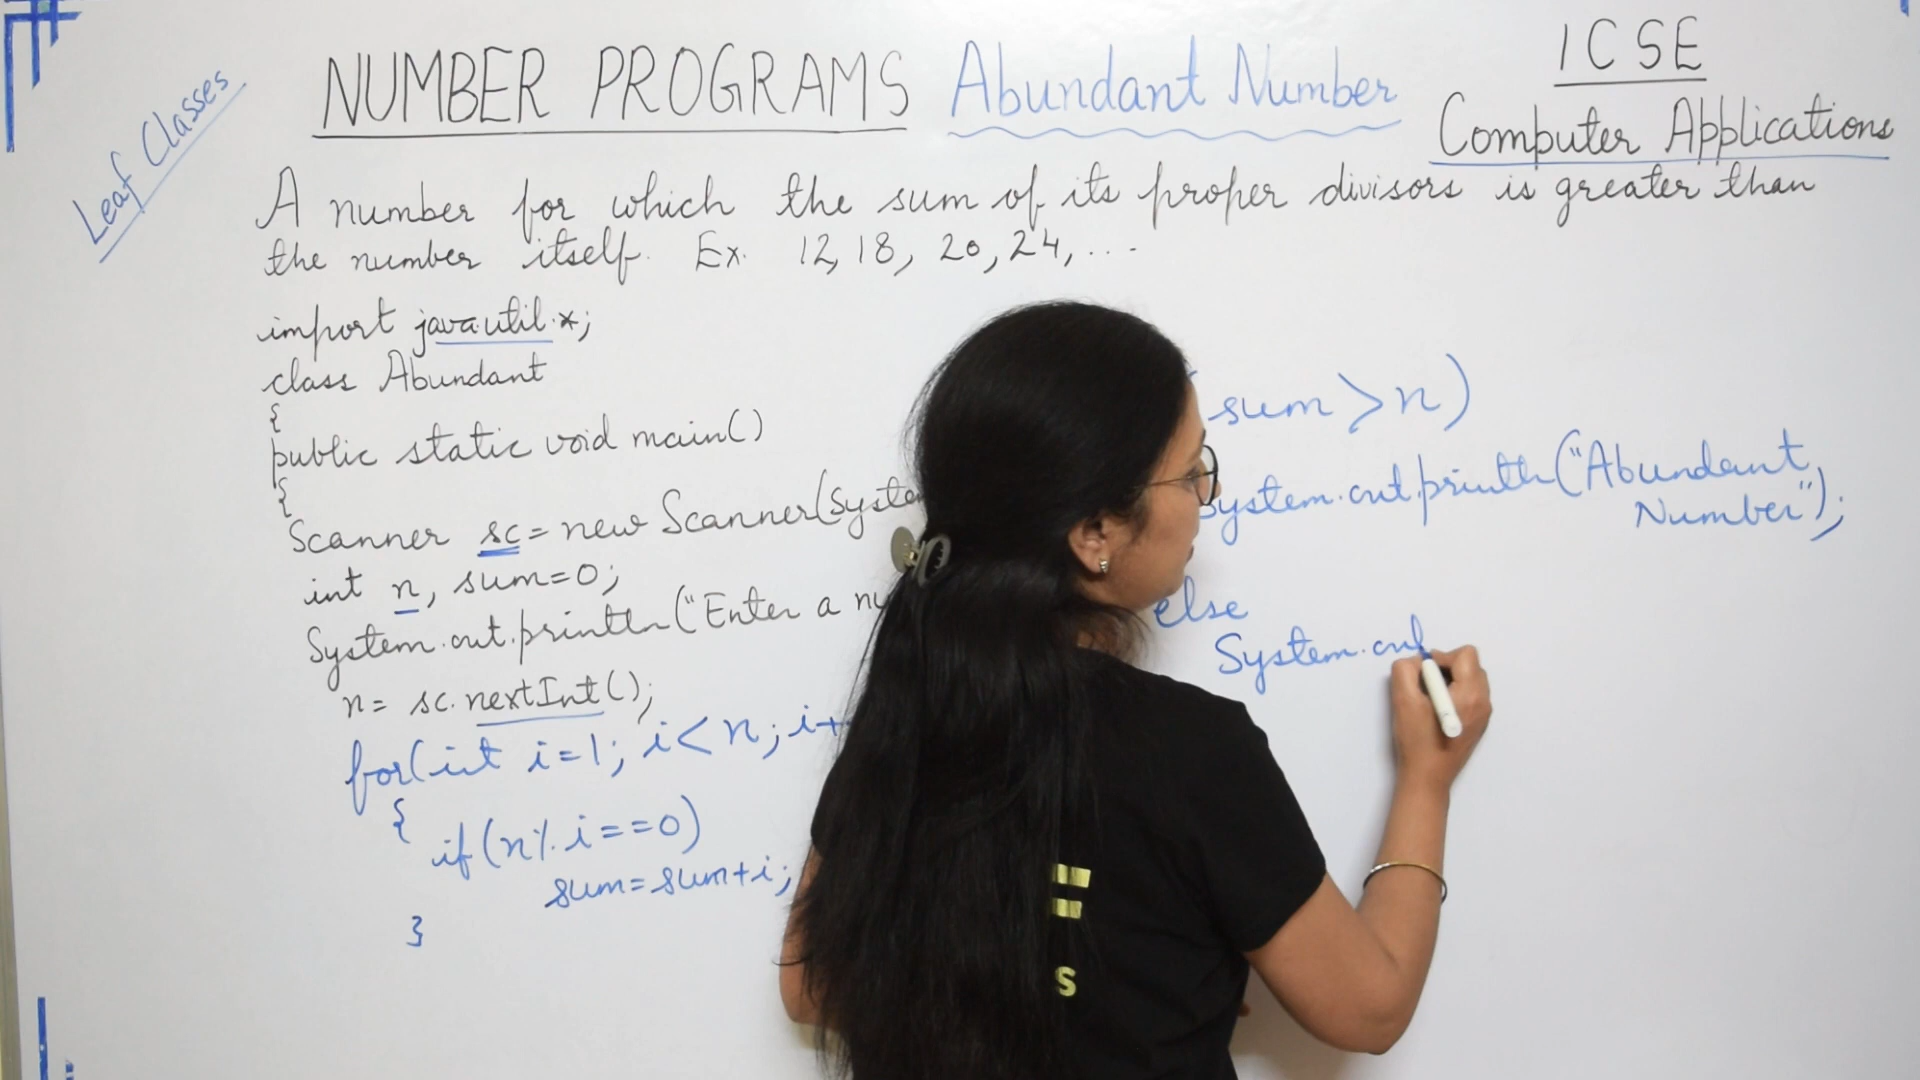 Leaf Classes
NUMBER PROGRAMS Abundant Number
ICSE
Computer Applications
A number for which the sum of its proper divisors is greater than
the number itself. Ex. 12, 18, 20, 24, ...
import java.util.*;
class Abundant
{
public static void main()
{
Scanner sc = new Scanner(System
int n, sum=0;
System.out.println("Enter a
n= sc.nextInt();
for(int i=1; i<n; i+
{
if(n%i==0)
sum=sum+i;
}
(sum>n)
System.out.println("Abundant
Number");
else
System.out
S